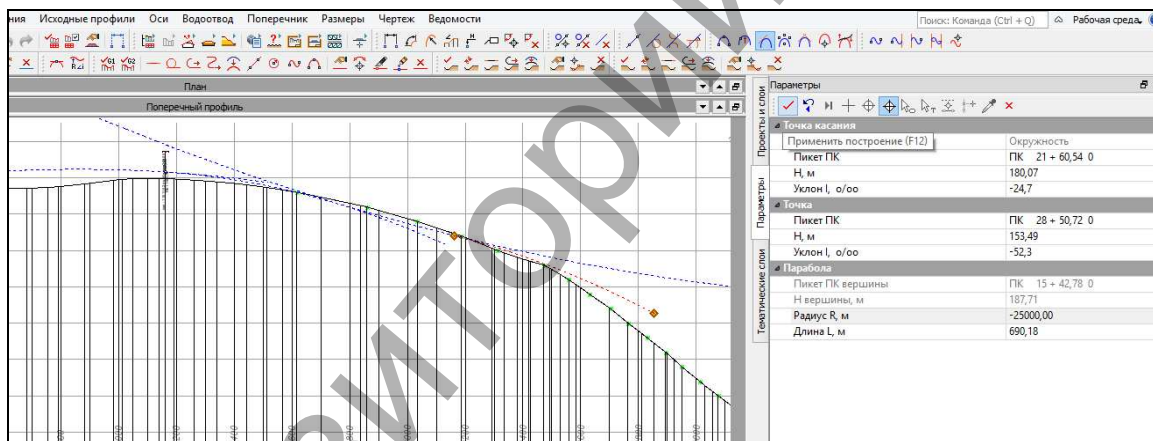 ния Исходные профили Оси Водоотвод Поперечник Размеры Чертеж Ведомости
Поиск: Команда (Ctrl + Q) Рабочая среда.
План
Поперечный профиль
Параметры
Проекты и слои
Параметры
Тематические слои
Точка касания
Применить построение (F12) Окружность
Пикет ПК ПК 21 + 60,54 0
H, м 180,07
Уклон I, о/оо -24,7
Точка
Пикет ПК ПК 28 + 50,72 0
H, м 153,49
Уклон I, о/оо -52,3
Парабола
Пикет ПК вершины ПК 15 + 42,78 0
H вершины, м 187,71
Радиус R, м -25000,00
Длина L, м 690,18